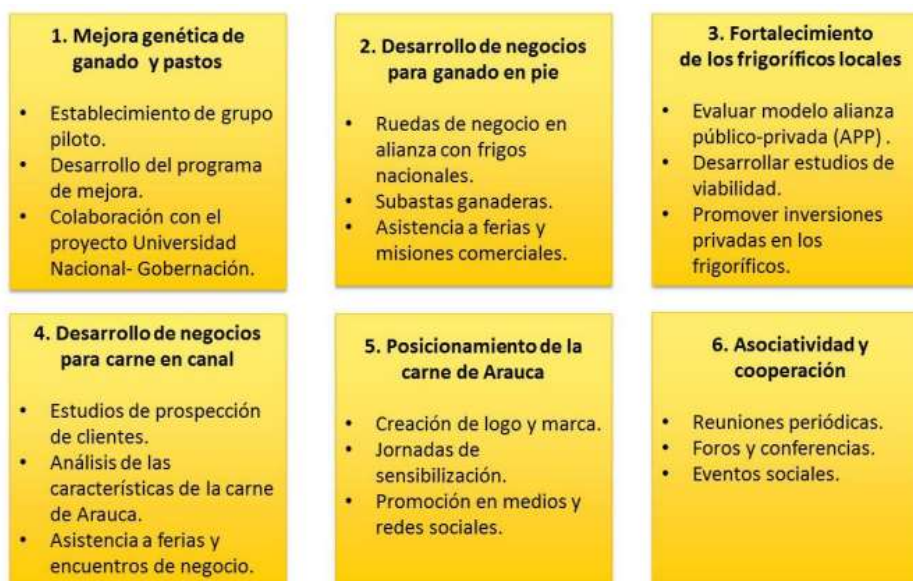 1. Mejora genética de
ganado y pastos
• Establecimiento de grupo
piloto.
• Desarrollo del programa
de mejora.
• Colaboración con el
proyecto Universidad
Nacional- Gobernación.
2. Desarrollo de negocios
para ganado en pie
• Ruedas de negocio en
alianza con frigos
nacionales.
• Subastas ganaderas.
• Asistencia a ferias y
misiones comerciales.
3. Fortalecimiento
de los frigoríficos locales
• Evaluar modelo alianza
público-privada (APP) .
• Desarrollar estudios de
viabilidad.
• Promover inversiones
privadas en los
frigoríficos.
4. Desarrollo de negocios
para carne en canal
• Estudios de prospección
de clientes.
• Análisis de las
características de la carne
de Arauca.
• Asistencia a ferias y
encuentros de negocio.
5. Posicionamiento de la
carne de Arauca
• Creación de logo y marca.
• Jornadas de
sensibilización.
• Promoción en medios y
redes sociales.
6. Asociatividad y
cooperación
• Reuniones periódicas.
• Foros y conferencias.
• Eventos sociales.